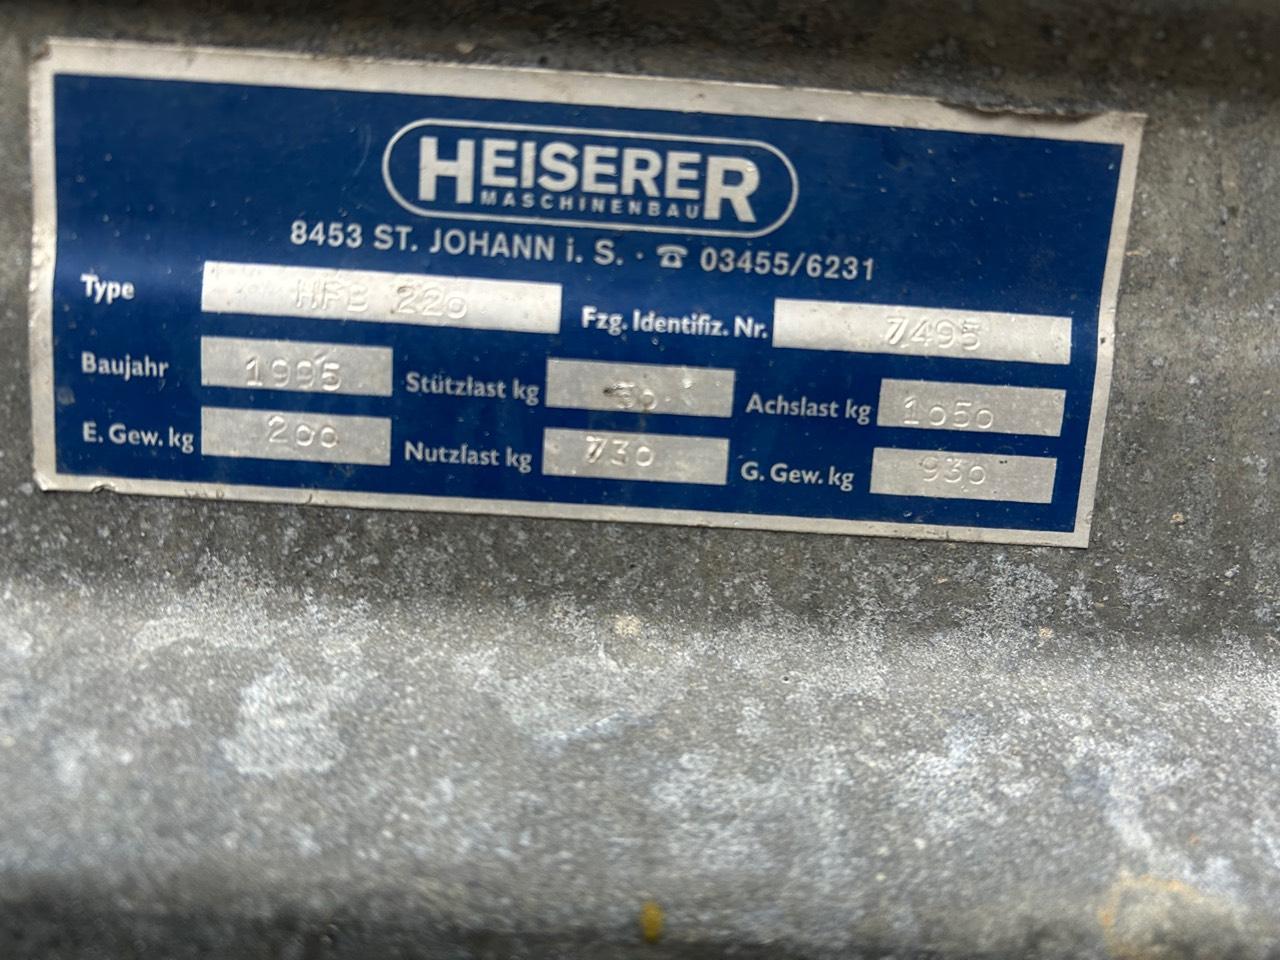 HEISERER
MASCHINENBAU
8453 ST. JOHANN i. S. · ☎ 03455/6231
Type HFB 220 Fzg. Identifiz. Nr. 7495
Baujahr 1995 Stützlast kg 50 Achslast kg 1050
E. Gew. kg 200 Nutzlast kg 730 G. Gew. kg 930